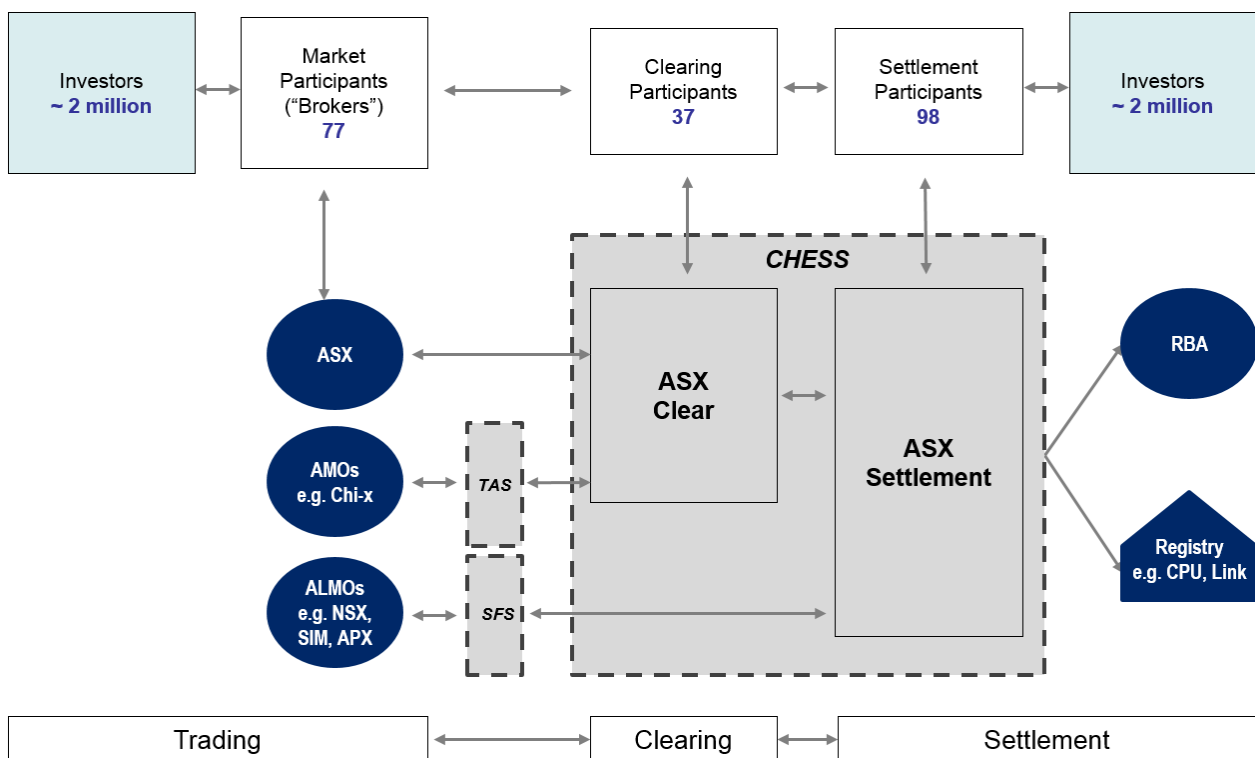 Investors
~ 2 million
Market
Participants
(“Brokers”)
77
Clearing
Participants
37
Settlement
Participants
98
Investors
~ 2 million
CHESS
ASX
ASX
Clear
ASX
Settlement
RBA
AMOs
e.g. Chi-x
TAS
ALMOs
e.g. NSX,
SIM, APX
SFS
Registry
e.g. CPU, Link
Trading
Clearing
Settlement